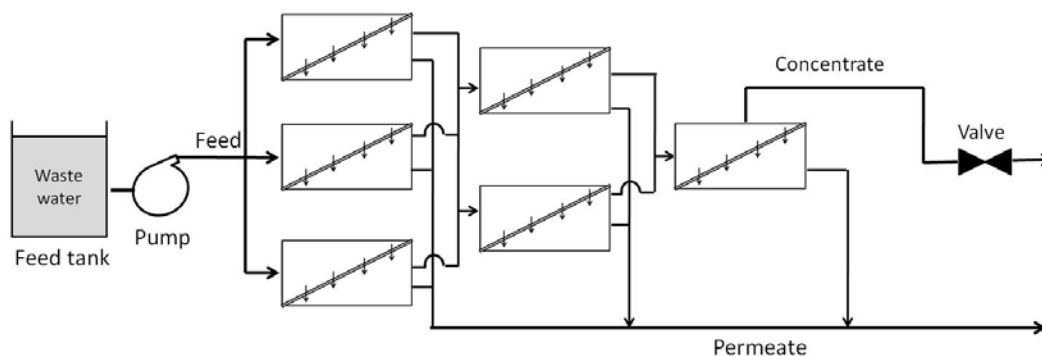 Waste
water
Feed tank
Pump
Feed
Concentrate
Valve
Permeate